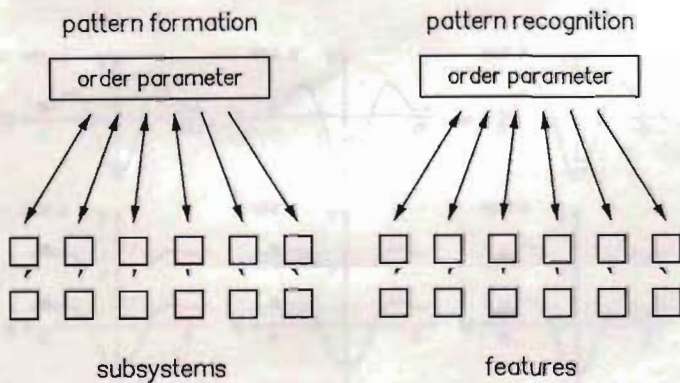 pattern formation
order parameter
subsystems
pattern recognition
order parameter
features